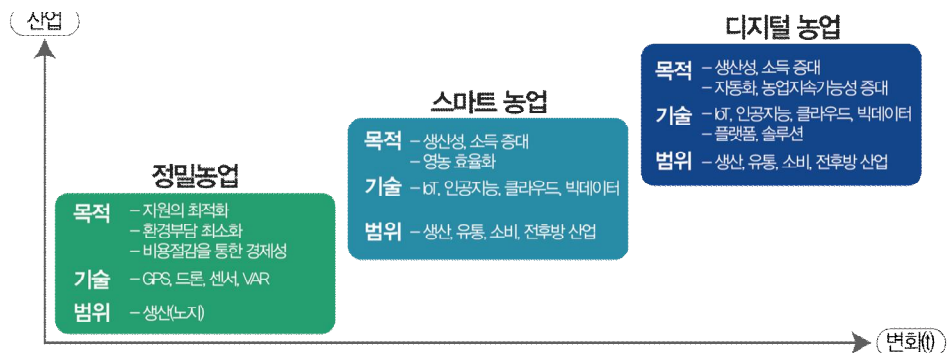 산업
디지털 농업
목적 – 생산성, 소득 증대
– 자동화, 농업지속가능성 증대
기술 – IoT, 인공지능, 클라우드, 빅데이터
– 플랫폼, 솔루션
범위 – 생산, 유통, 소비, 전후방 산업
스마트 농업
목적 – 생산성, 소득 증대
– 영농 효율화
기술 – IoT, 인공지능, 클라우드, 빅데이터
범위 – 생산, 유통, 소비, 전후방 산업
정밀농업
목적 – 자원의 최적화
– 환경부담 최소화
– 비용절감을 통한 경제성
기술 – GPS, 드론, 센서, VAR
범위 – 생산(노지)
변화(t)